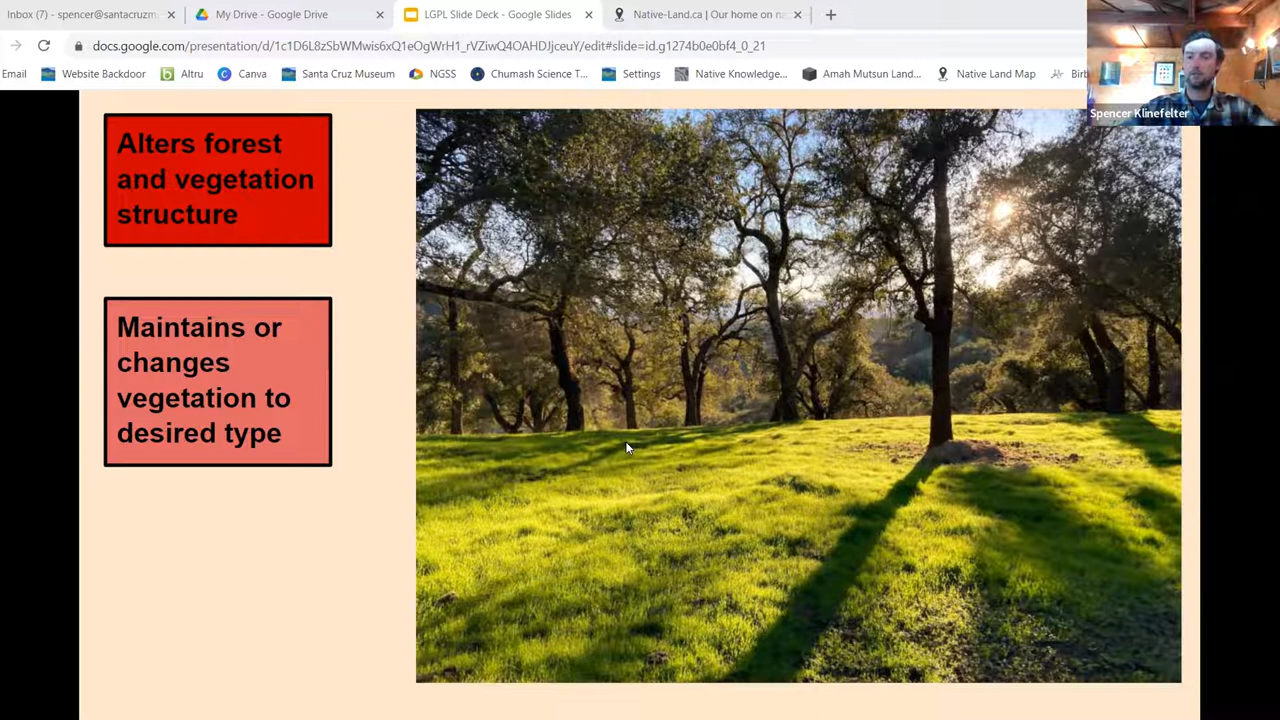 Inbox () - spencer@santacruzm
My Drive - Google Drive
LGPL Slide Deck - Google Slides
Native-Land.ca | Our home on na
docs.google.com/presentation/d/1c1D6L8zSbWMwis6xQ1eOgWrH1_rVZiwQ4OAHDJjceuY/edit#slide=id.g1274b0e0bf4_0_21
Email
Website Backdoor
Altru
Canva
Santa Cruz Museum
NGSS
Chumash Science T...
Settings
Native Knowledge...
Amah Mutsun Lan...
Native Land Map
Birb
Spencer Klinefelter
Alters forest
and vegetation
structure
Maintains or
changes
vegetation to
desired type